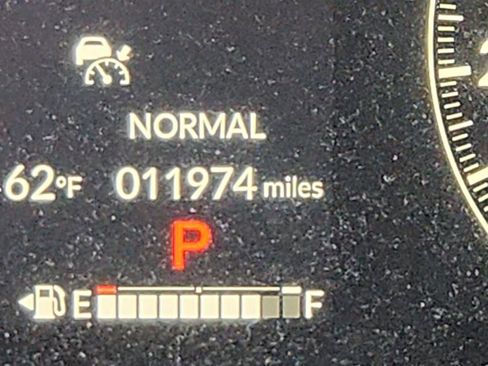 NORMAL
62°F 011974 miles
P
E F